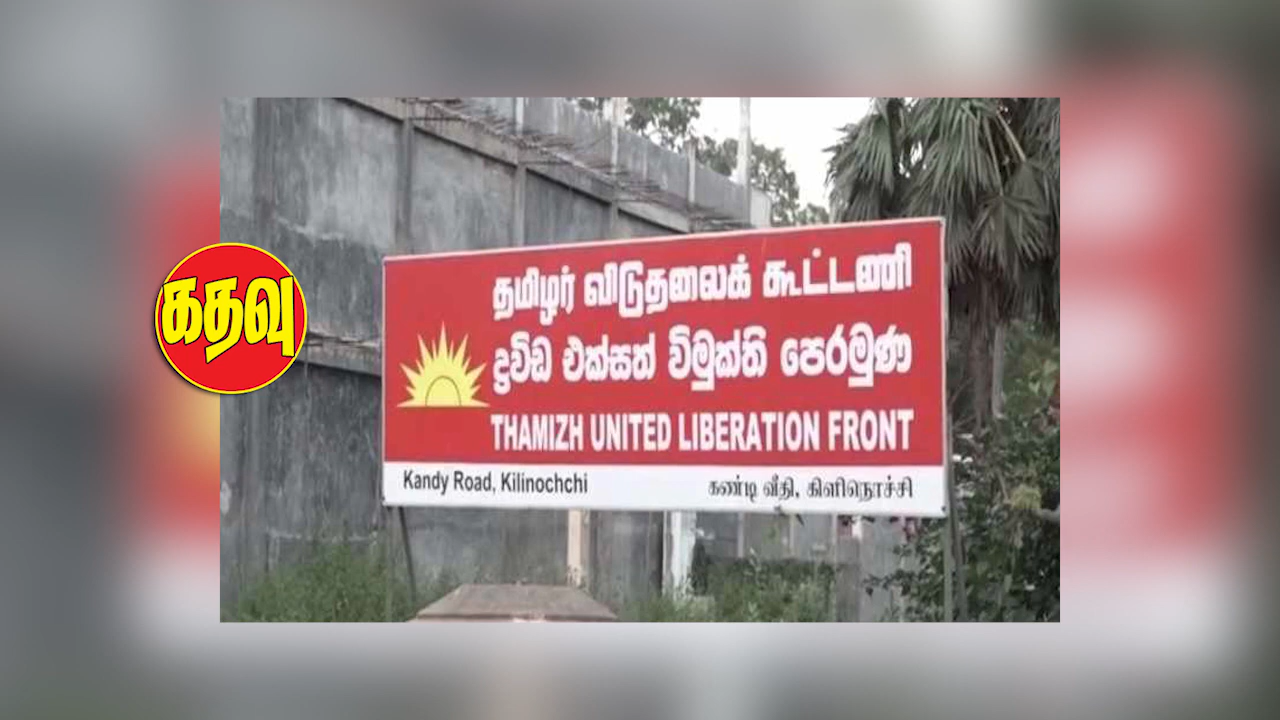 கதவு
தமிழர் விடுதலைக் கூட்டணி
ද්‍රවිඩ එක්සත් විමුක්ති පෙරමුණ
THAMIZH UNITED LIBERATION FRONT
Kandy Road, Kilinochchi
கண்டி வீதி, கிளிநொச்சி